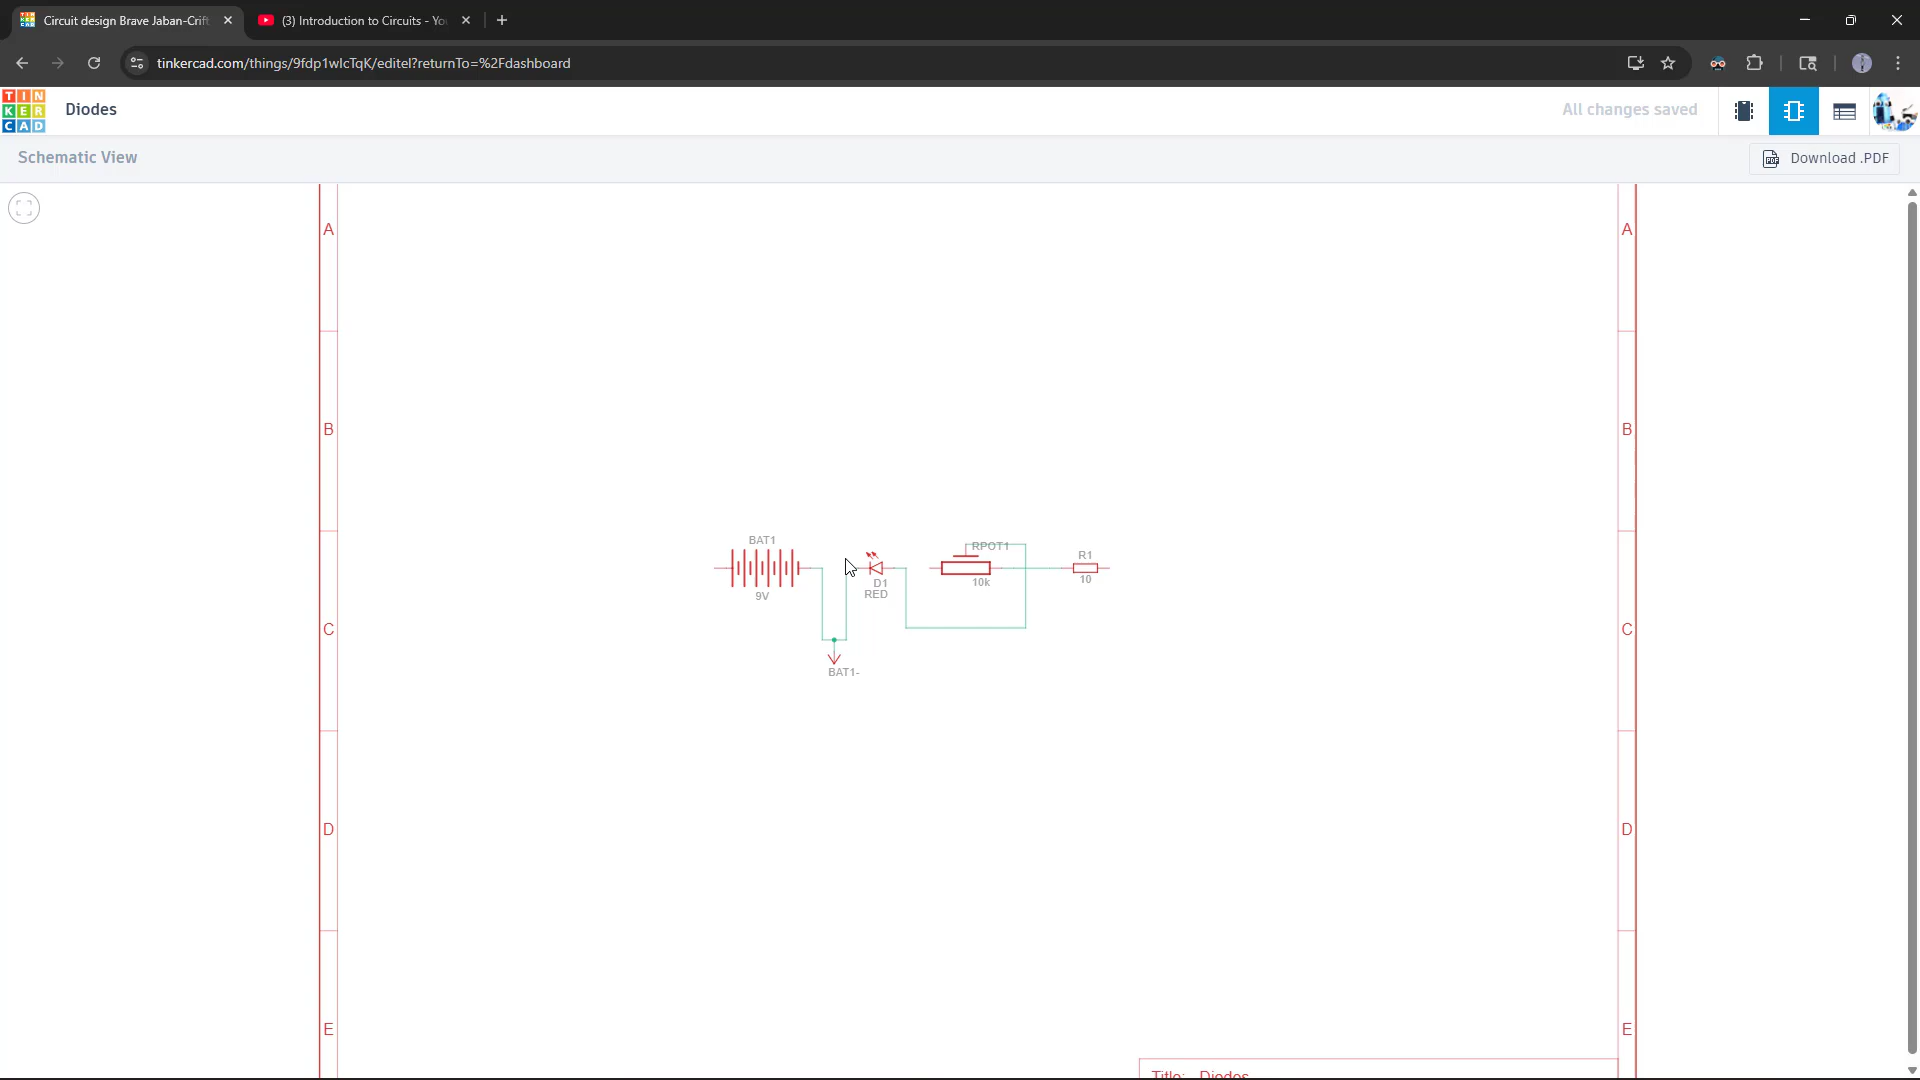 Circuit design Brave Jaban-Crift
(3) Introduction to Circuits - Yo
tinkercad.com/things/9fdp1wlcTqK/editel?returnTo=%2Fdashboard
TIN
KER
CAD
Diodes
All changes saved
Schematic View
Download .PDF
A
A
B
B
BAT1
RPOT1
R1
D1
10k
10
9V
RED
C
C
BAT1-
D
D
E
E
Title: Diodes